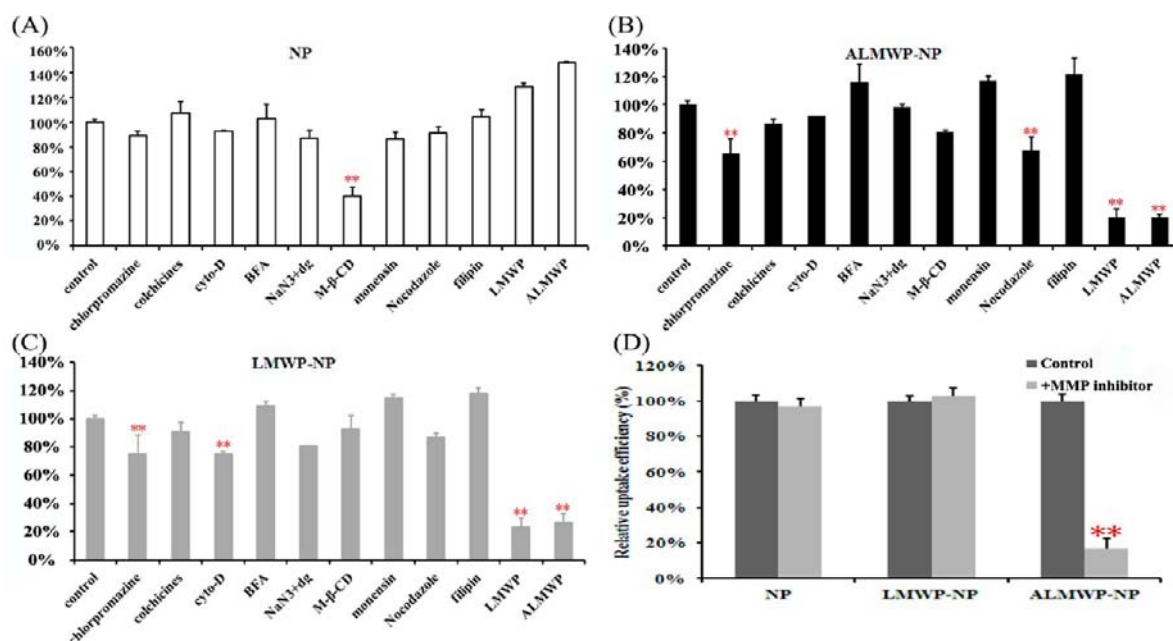 (A)
NP
160%
140%
120%
100%
80%
60%
40%
20%
0%
**
control
chlorpromazine
colchicines
cyto-D
BFA
NaN3+dg
M-β-CD
monensin
Nocodazole
filipin
LMWP
ALMWP
(B)
ALMWP-NP
140%
120%
100%
80%
60%
40%
20%
0%
**
**
**
**
control
chlorpromazine
colchicines
cyto-D
BFA
NaN3+dg
M-β-CD
monensin
Nocodazole
filipin
LMWP
ALMWP
(C)
LMWP-NP
140%
120%
100%
80%
60%
40%
20%
0%
**
**
**
**
control
chlorpromazine
colchicines
cyto-D
BFA
NaN3+dg
M-β-CD
monensin
Nocodazole
filipin
LMWP
ALMWP
(D)
Control
+MMP inhibitor
Relative uptake efficiency (%)
120%
100%
80%
60%
40%
20%
0%
**
NP
LMWP-NP
ALMWP-NP